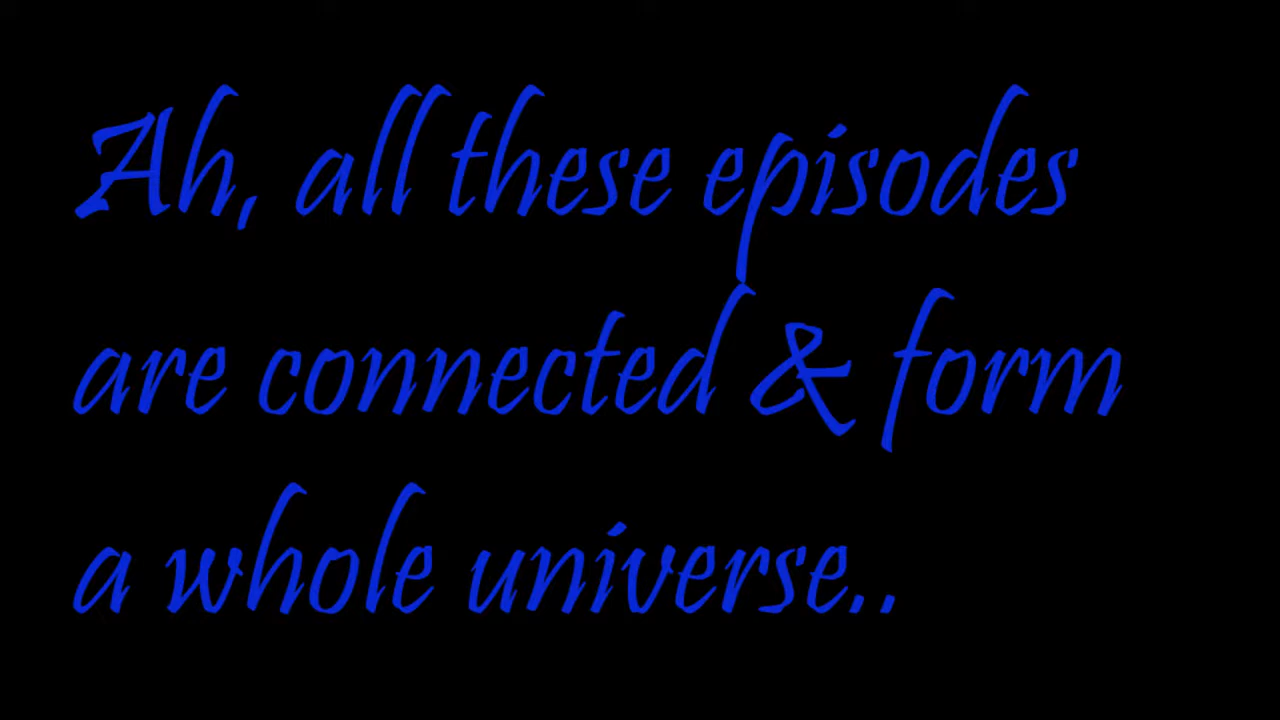 Ah, all these episodes
are connected & form
a whole universe..